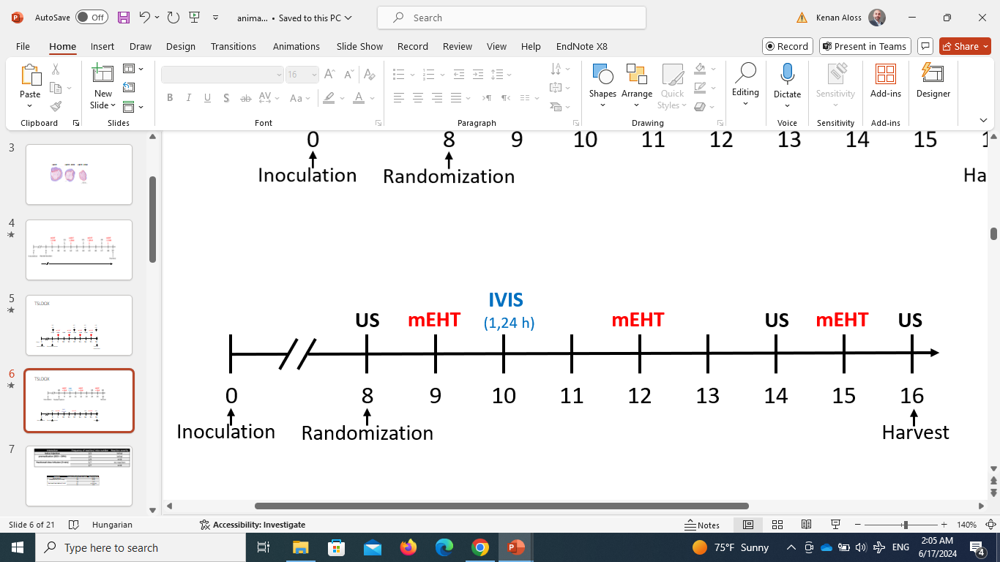 AutoSave Off anima... • Saved to this PC Search Kenan Aloss
File Home Insert Draw Design Transitions Animations Slide Show Record Review View Help EndNote X8 Record Present in Teams Share
16
Paste New Slide B I U S ab AV Aa A Shapes Arrange Quick Styles Editing Dictate Sensitivity Add-ins Designer
Clipboard Slides Font Paragraph Drawing Voice Sensitivity Add-ins
3
4
5
TSLDOX
6
TSLDOX
7
0 8 9 10 11 12 13 14 15 1
Inoculation Randomization Ha
IVIS
US mEHT (1,24 h) mEHT US mEHT US
0 8 9 10 11 12 13 14 15 16
Inoculation Randomization Harvest
Slide 6 of 21 Hungarian Accessibility: Investigate Notes 140%
Type here to search 75°F Sunny ENG 2:05 AM
6/17/2024 4